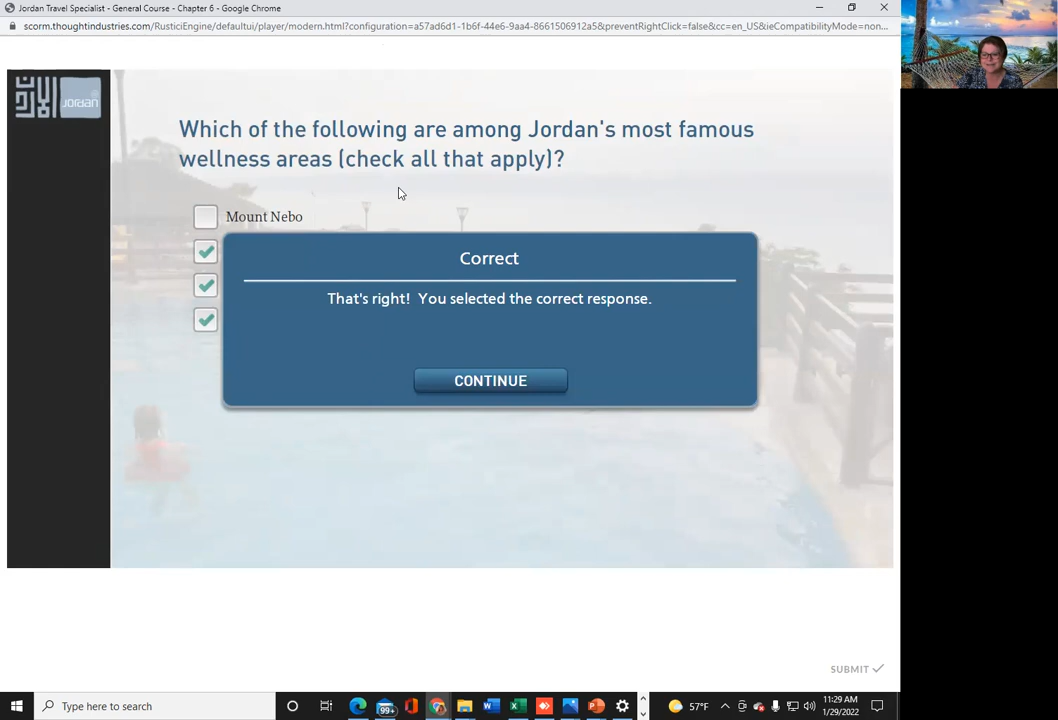 Jordan Travel Specialist - General Course - Chapter 6 - Google Chrome
scorm.thoughtindustries.com/RusticiEngine/defaultui/player/modern.html?configuration=a57ad6d1-1b6f-44e6-9aa4-8661506912a5&preventRightClick=false&cc=en_US&ieCompatibilityMode=non...
Jordan
Which of the following are among Jordan's most famous
wellness areas (check all that apply)?
Mount Nebo
Correct
That's right! You selected the correct response.
CONTINUE
SUBMIT
Type here to search
99+
57°F
11:29 AM
1/29/2022